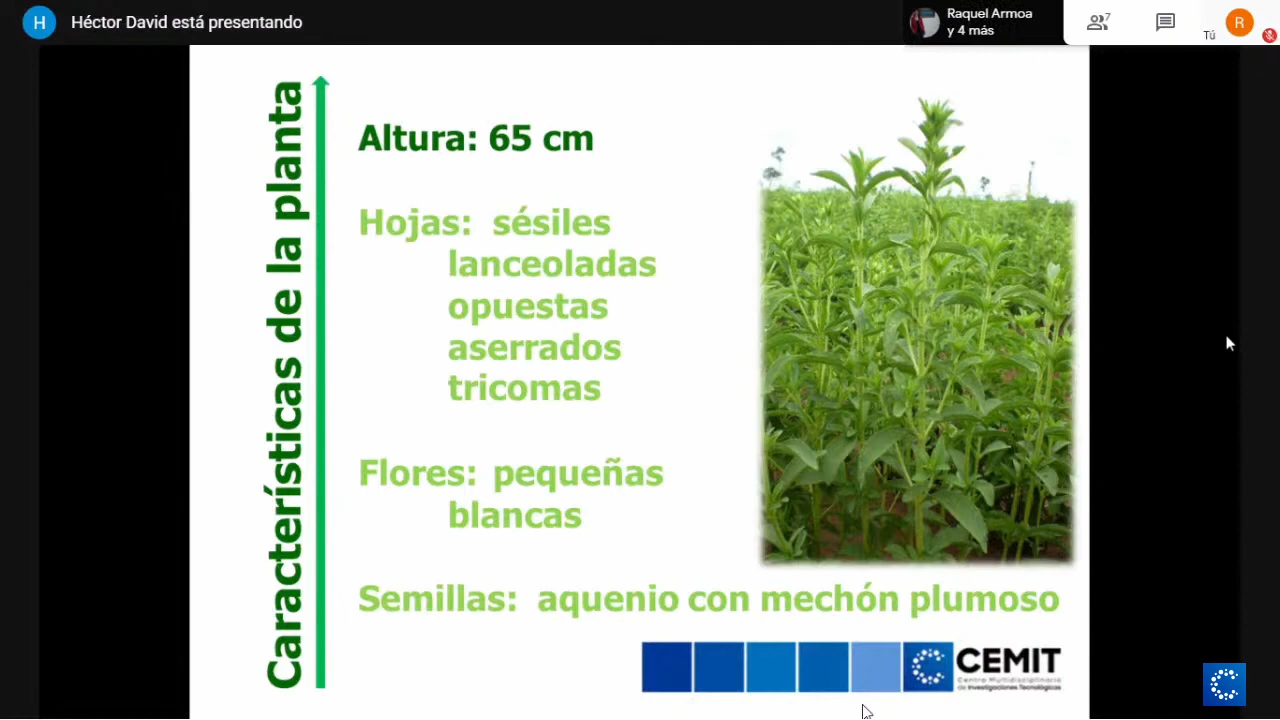 H Héctor David está presentando
Raquel Armoa
y 4 más
7
Tú
R
Características de la planta
Altura: 65 cm
Hojas: sésiles
lanceoladas
opuestas
aserrados
tricomas
Flores: pequeñas
blancas
Semillas: aquenio con mechón plumoso
CEMIT
Centro Multidisciplinario
de Investigaciones Tecnológicas